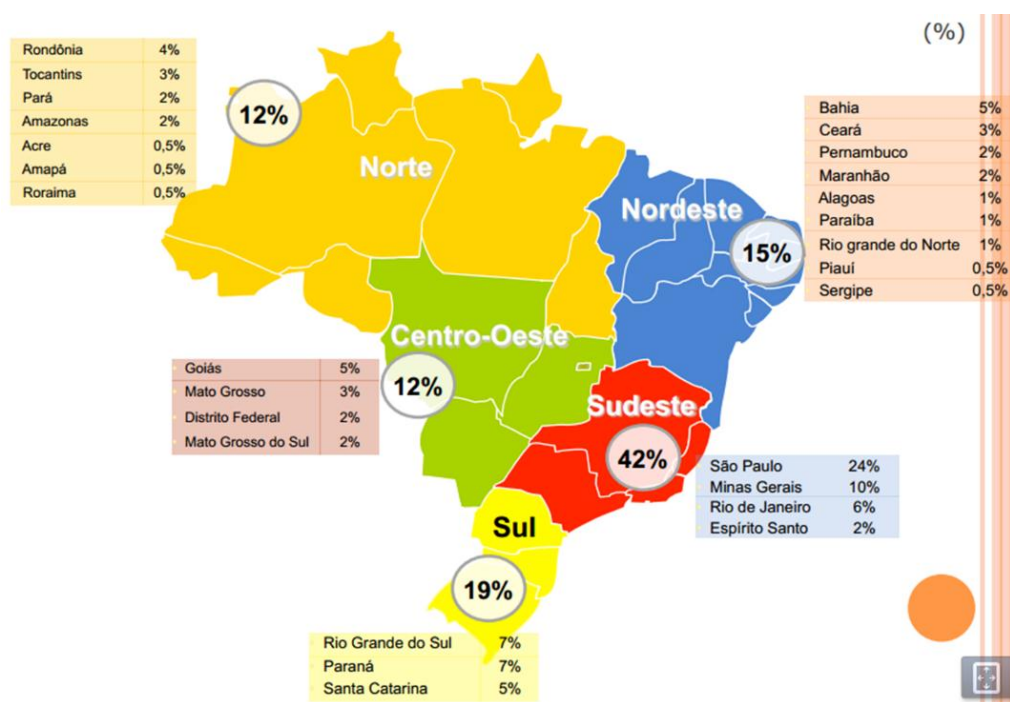 (%)
Rondônia 4%
Tocantins 3%
Pará 2%
Amazonas 2%
Acre 0,5%
Amapá 0,5%
Roraima 0,5%
12%
Norte
Bahia 5%
Ceará 3%
Pernambuco 2%
Maranhão 2%
Alagoas 1%
Paraíba 1%
Rio grande do Norte 1%
Piauí 0,5%
Sergipe 0,5%
Nordeste
15%
Centro-Oeste
12%
Goiás 5%
Mato Grosso 3%
Distrito Federal 2%
Mato Grosso do Sul 2%
Sudeste
42%
São Paulo 24%
Minas Gerais 10%
Rio de Janeiro 6%
Espírito Santo 2%
Sul
19%
Rio Grande do Sul 7%
Paraná 7%
Santa Catarina 5%